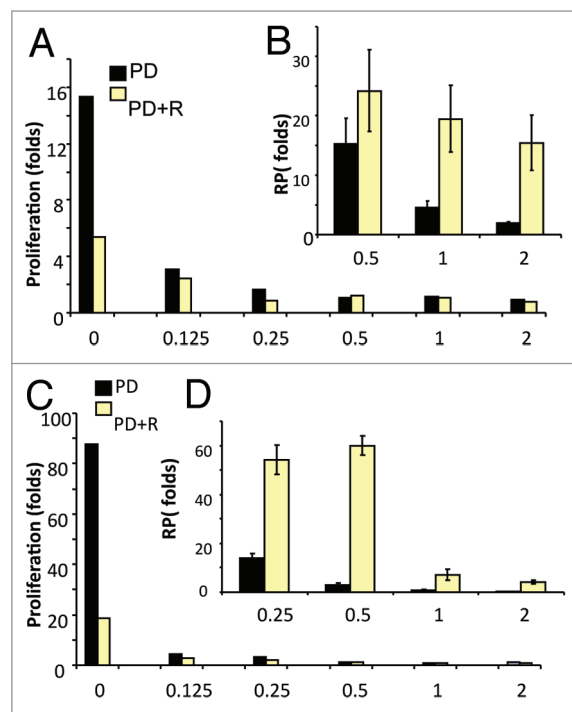 A
PD
PD+R
Proliferation (folds)
16
12
8
4
0
0 0.125 0.25 0.5 1 2
B
RP( folds)
30
20
10
0
0.5 1 2
C
PD
PD+R
Proliferation (folds)
100
80
60
40
20
0
0 0.125 0.25 0.5 1 2
D
RP( folds)
60
40
20
0
0.25 0.5 1 2